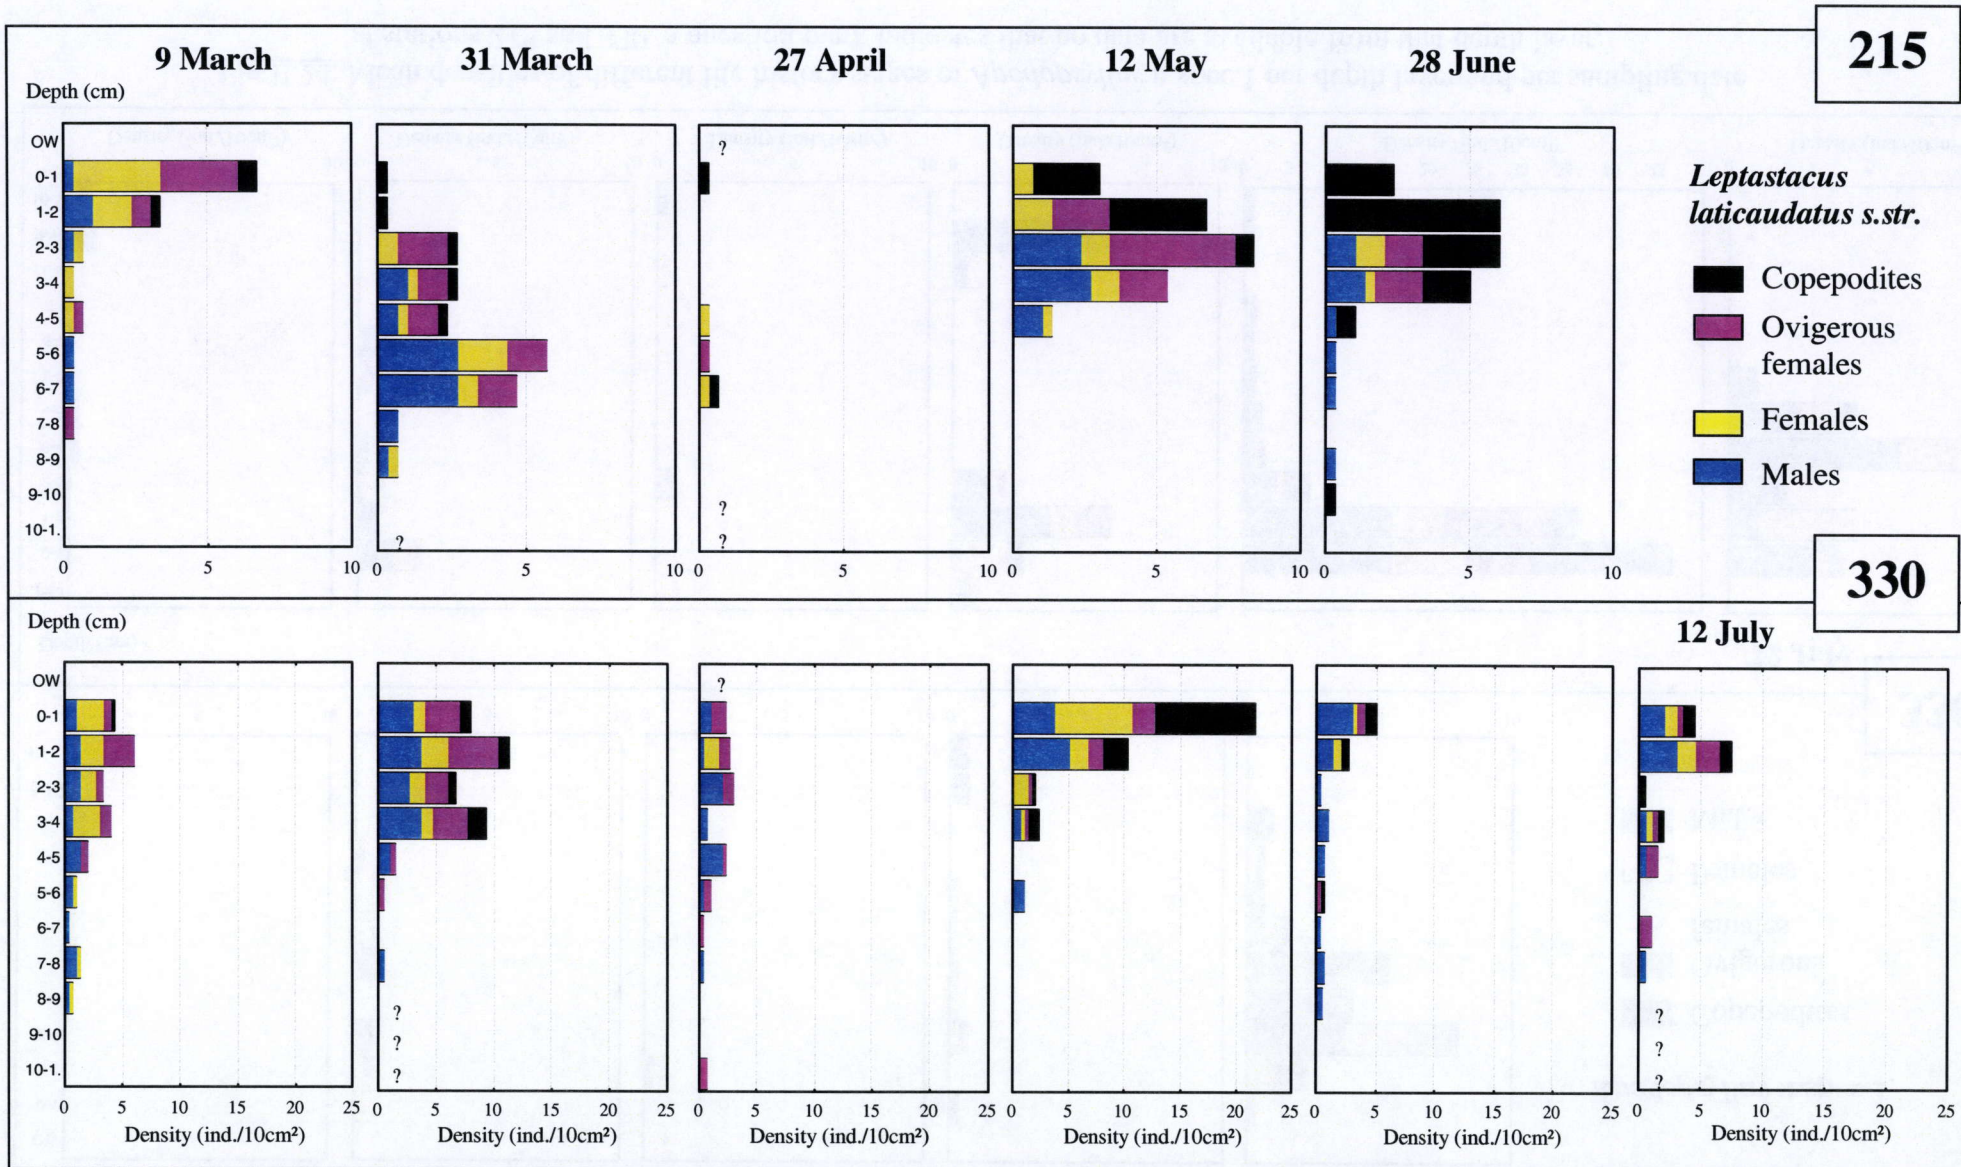 215
9 March 31 March 27 April 12 May 28 June
Depth (cm)
OW
0-1
1-2
2-3
3-4
4-5
5-6
6-7
7-8
8-9
9-10
10-1.
?
?
?
?
0 5 10
0 5 10
0 5 10
0 5 10
0 5 10
Leptastacus
laticaudatus s.str.
Copepodites
Ovigerous
females
Females
Males
330
12 July
Depth (cm)
OW
0-1
1-2
2-3
3-4
4-5
5-6
6-7
7-8
8-9
9-10
10-1.
?
?
?
?
?
?
?
0 5 10 15 20 25
0 5 10 15 20 25
0 5 10 15 20 25
0 5 10 15 20 25
0 5 10 15 20 25
0 5 10 15 20 25
Density (ind./10cm²)
Density (ind./10cm²)
Density (ind./10cm²)
Density (ind./10cm²)
Density (ind./10cm²)
Density (ind./10cm²)